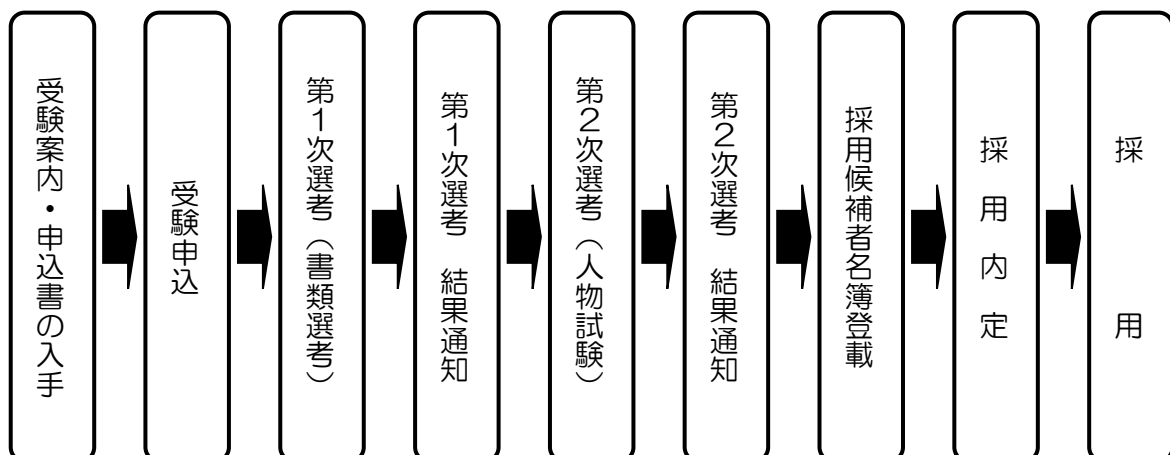 受験案内・申込書の入手
受験申込
第1次選考（書類選考）
第1次選考　結果通知
第2次選考（人物試験）
第2次選考　結果通知
採用候補者名簿登載
採用内定
採用